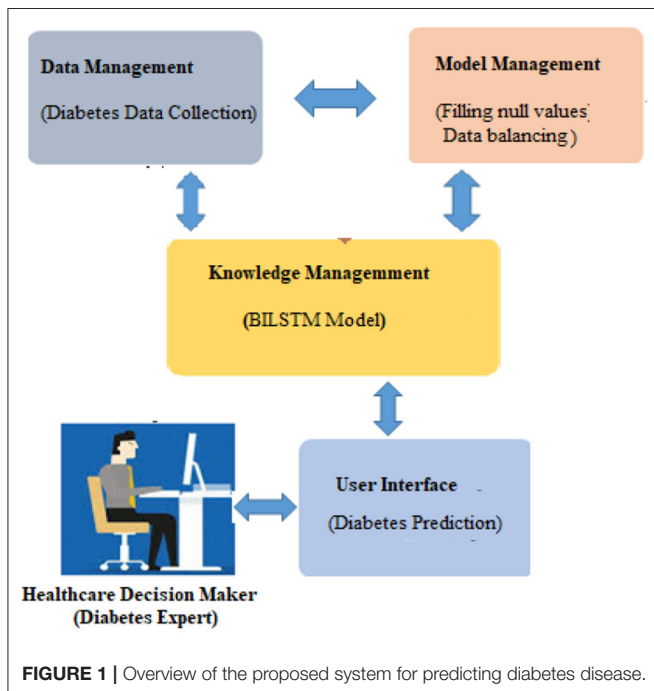 Data Management
(Diabetes Data Collection)
Model Management
(Filling null values)
Data balancing )
Knowledge Managemment
(BILSTM Model)
User Interface
(Diabetes Prediction)
Healthcare Decision Maker
(Diabetes Expert)
FIGURE 1 | Overview of the proposed system for predicting diabetes disease.